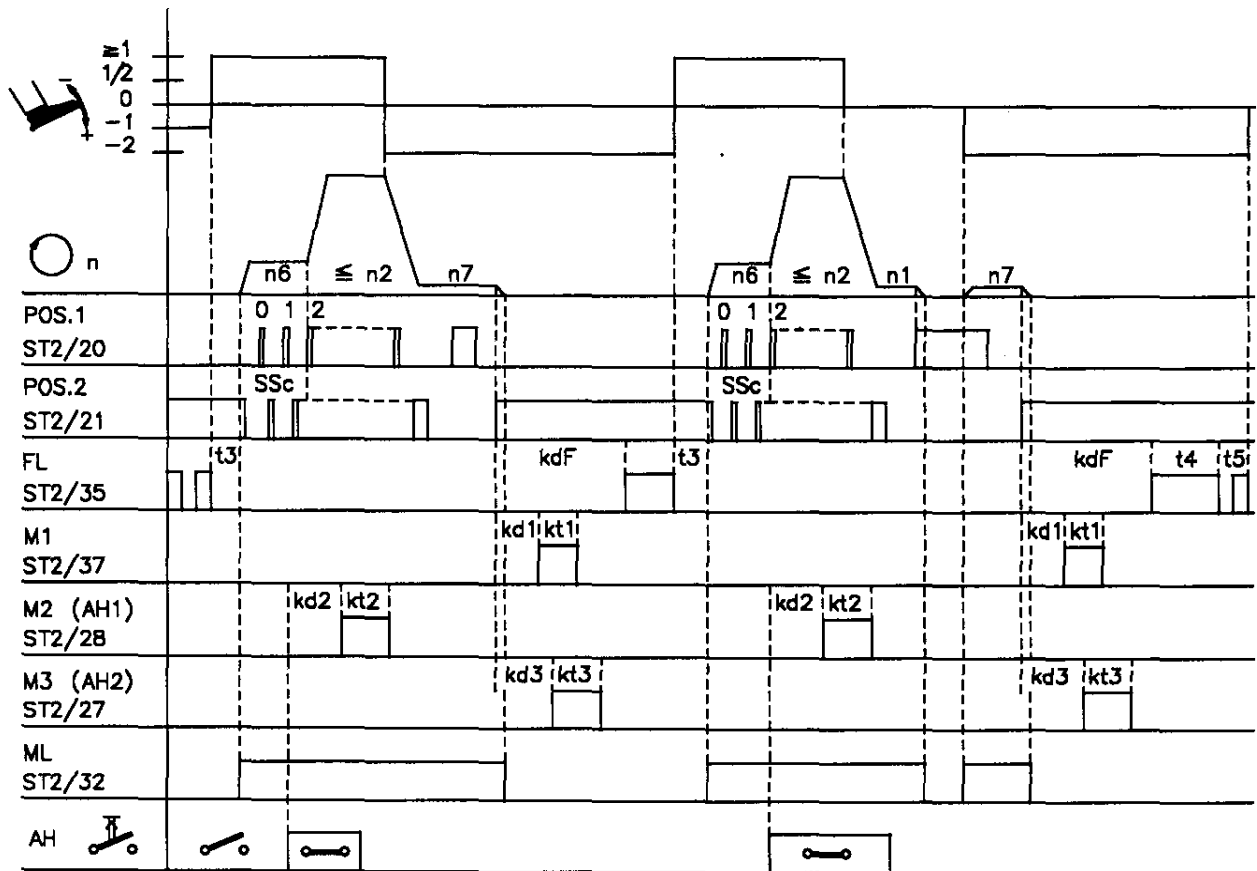 ≧1
1/2
0
-1
-2
− +
n
n6 ≦ n2 n7 n6 ≦ n2 n1 n7
POS.1
ST2/20
0 1 2 0 1 2
POS.2
ST2/21
SSc SSc
FL
ST2/35
t3 kdF t3 kdF t4 t5
M1
ST2/37
kd1 kt1 kd1 kt1
M2 (AH1)
ST2/28
kd2 kt2 kd2 kt2
M3 (AH2)
ST2/27
kd3 kt3 kd3 kt3
ML
ST2/32
AH